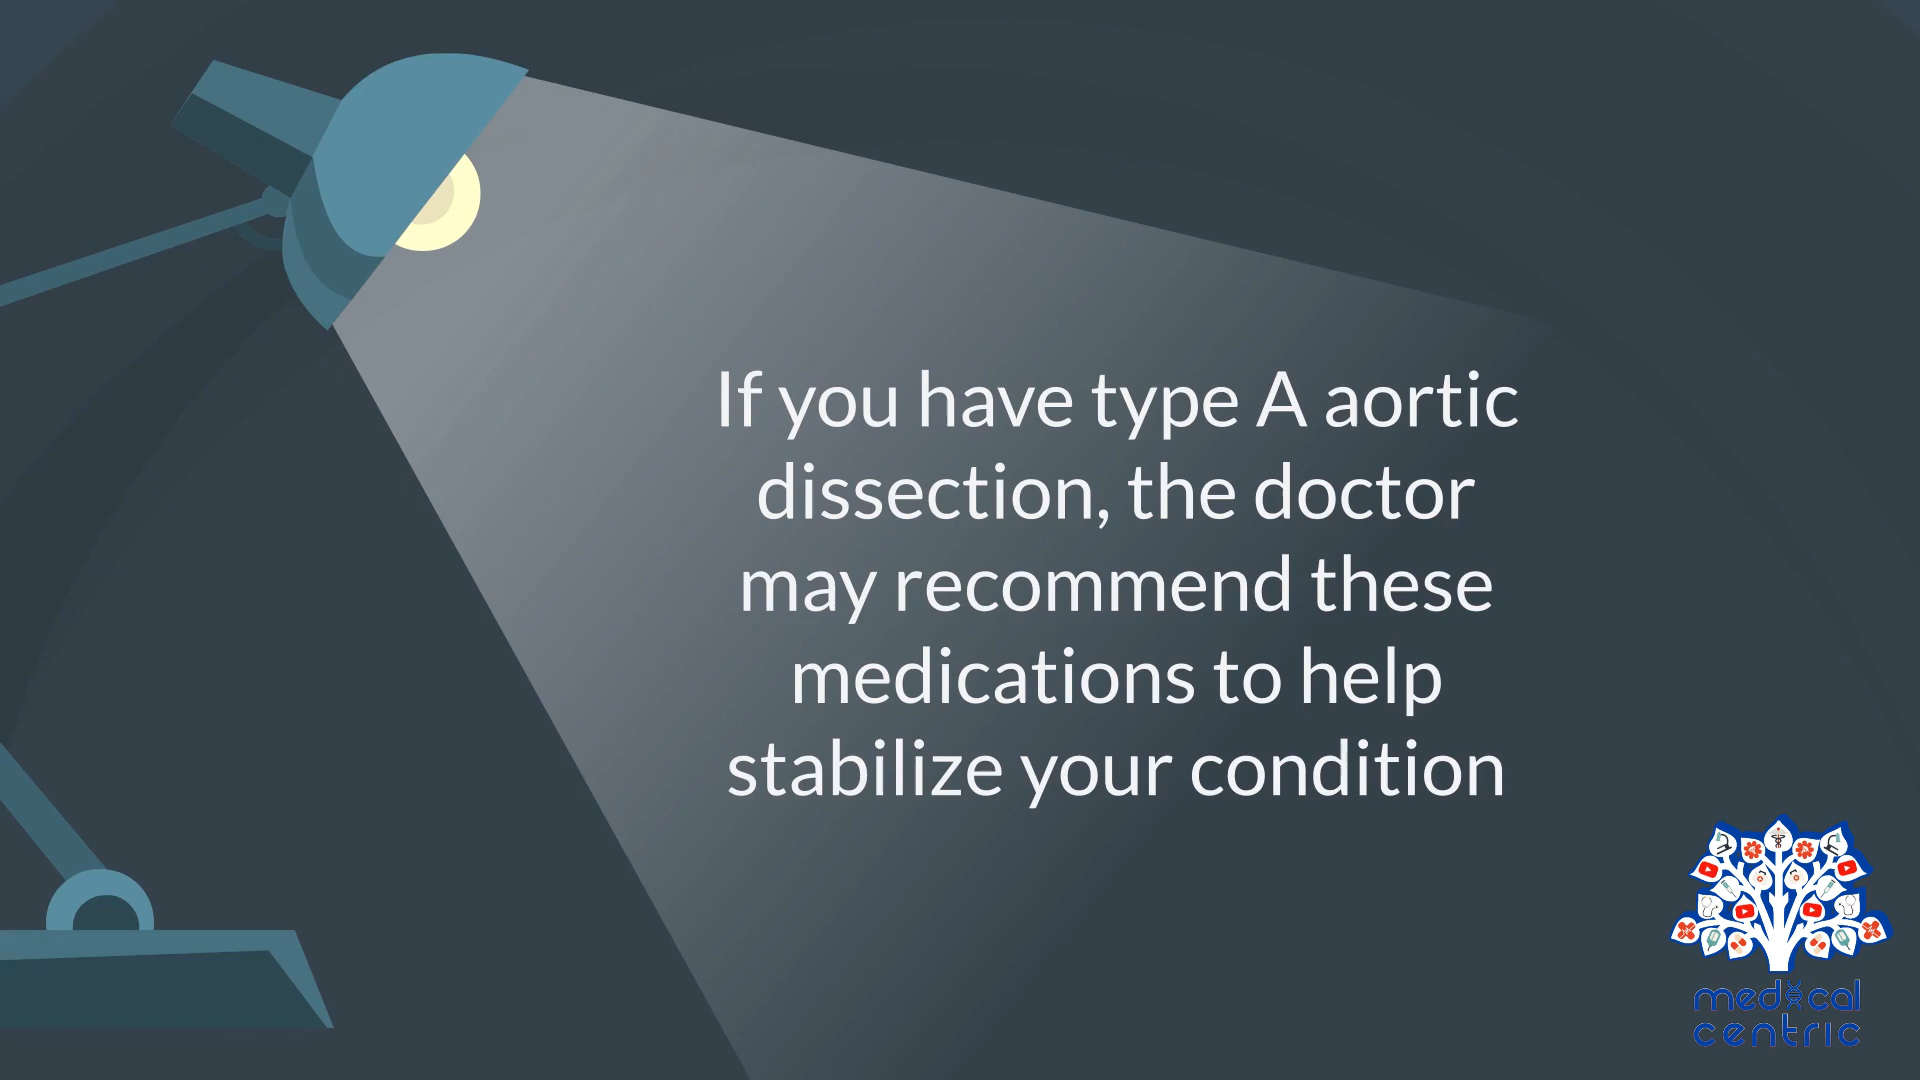 If you have type A aortic
dissection, the doctor
may recommend these
medications to help
stabilize your condition
medical
centric